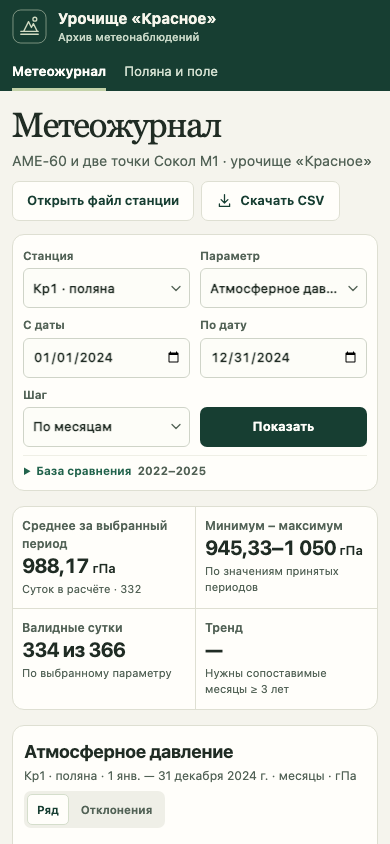 Урочище «Красное»
Архив метеонаблюдений
Метеожурнал Поляна и поле
Метеожурнал
АМЕ-60 и две точки Сокол М1 · урочище «Красное»
Открыть файл станции Скачать CSV
Станция Параметр
Кр1 · поляна Атмосферное дав...
С даты По дату
01/01/2024 12/31/2024
Шаг
По месяцам Показать
База сравнения 2022–2025
Среднее за выбранный
период
988,17 гПа
Суток в расчёте · 332
Минимум – максимум
945,33–1 050 гПа
По значениям принятых
периодов
Валидные сутки
334 из 366
По выбранному параметру
Тренд
—
Нужны сопоставимые
месяцы ≥ 3 лет
Атмосферное давление
Кр1 · поляна · 1 янв. — 31 декабря 2024 г. · месяцы · гПа
Ряд Отклонения